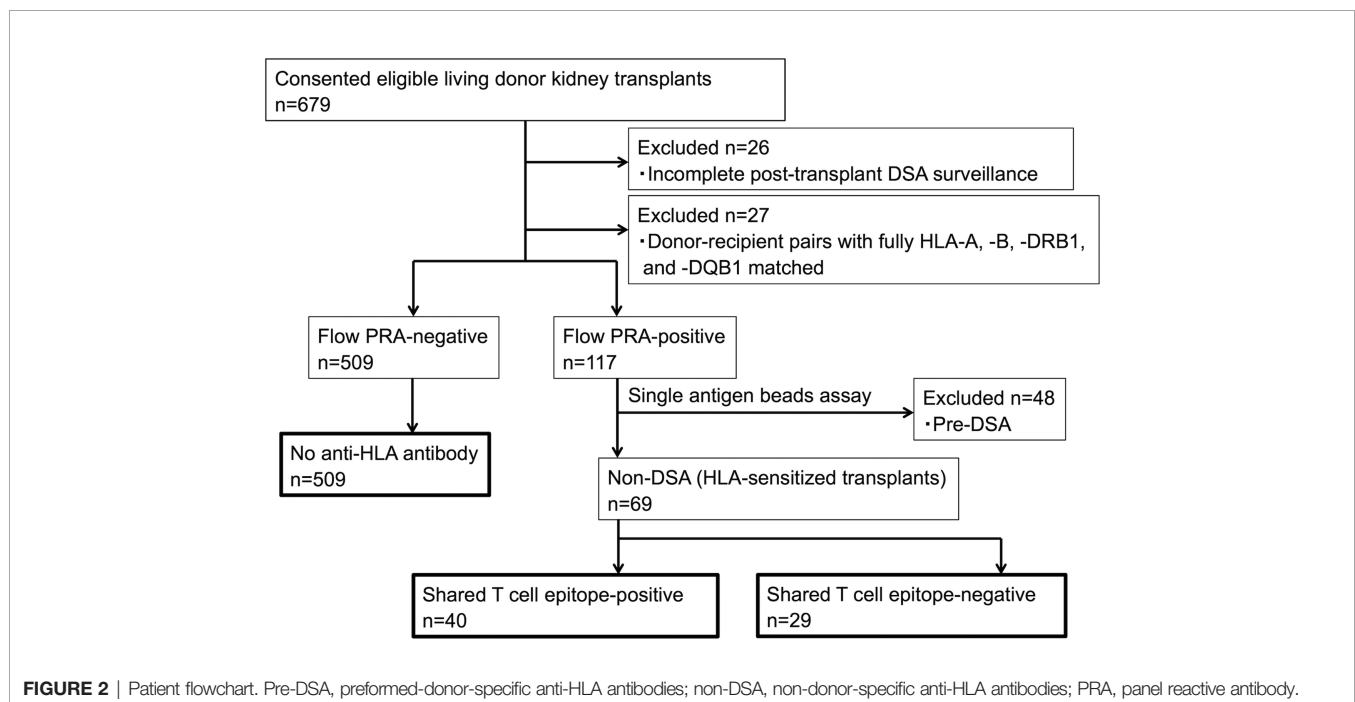 Consented eligible living donor kidney transplants
n=679
Excluded n=26
・Incomplete post-transplant DSA surveillance
Excluded n=27
・Donor-recipient pairs with fully HLA-A, -B, -DRB1,
and -DQB1 matched
Flow PRA-negative
n=509
Flow PRA-positive
n=117
Single antigen beads assay
Excluded n=48
・Pre-DSA
No anti-HLA antibody
n=509
Non-DSA (HLA-sensitized transplants)
n=69
Shared T cell epitope-positive
n=40
Shared T cell epitope-negative
n=29
FIGURE 2 | Patient flowchart. Pre-DSA, preformed-donor-specific anti-HLA antibodies; non-DSA, non-donor-specific anti-HLA antibodies; PRA, panel reactive antibody.